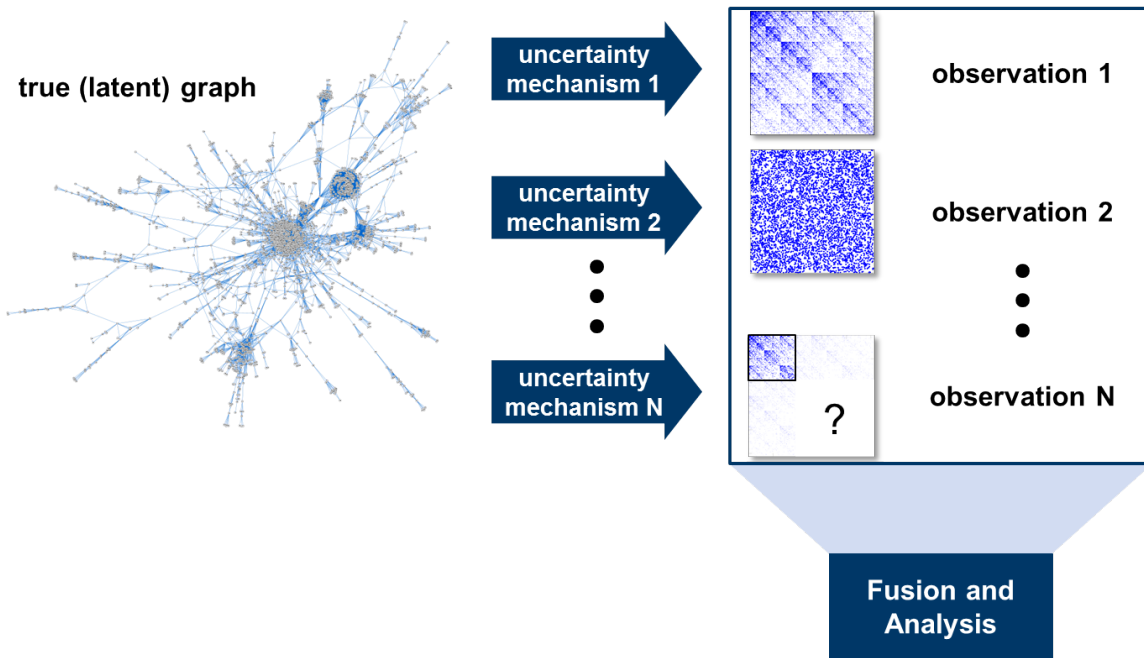 true (latent) graph
uncertainty
mechanism 1
observation 1
uncertainty
mechanism 2
observation 2
uncertainty
mechanism N
?
observation N
Fusion and
Analysis